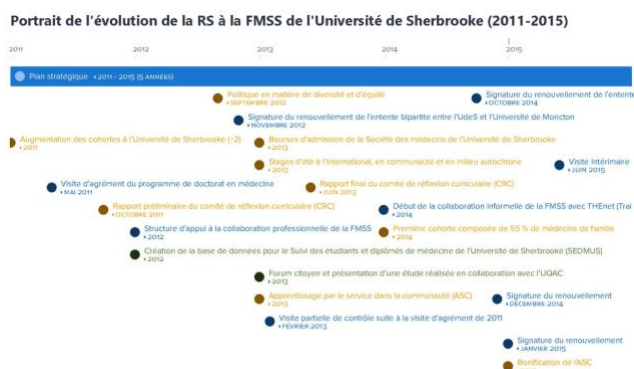 Portrait de l'évolution de la RS à la FMSS de l'Université de Sherbrooke (2011-2015)
2011 2012 2013 2014 2015
Plan stratégique • 2011 - 2015 (5 ANNÉES)
Politique en matière de diversité et d'équité
• SEPTEMBRE 2012
Signature du renouvellement de l'entente
• OCTOBRE 2014
Signature du renouvellement de l'entente bipartite entre l'UdeS et l'Université de Moncton
• NOVEMBRE 2012
Augmentation des cohortes à l'Université de Sherbrooke (÷2)
• 2011
Bourses d'admission de la Société des médecins de l'Université de Sherbrooke
• 2013
Stages d'été à l'international, en communauté et en milieu autochtone
• 2013
Visite Intérimaire
• JUIN 2015
Visite d'agrément du programme de doctorat en médecine
• MAI 2011
Rapport final du comité de réflexion curriculaire (CRC)
• JUIN 2013
Rapport préliminaire du comité de réflexion curriculaire (CRC)
• OCTOBRE 2011
Début de la collaboration informelle de la FMSS avec THEnet (Trai
• 2014
Structure d'appui à la collaboration professionnelle de la FMSS
• 2012
Première cohorte composée de 55 % de médecins de famille
• 2014
Création de la base de données pour le Suivi des étudiants et diplômés de médecine de l'Université de Sherbrooke (SEDMUS)
• 2012
Forum citoyen et présentation d'une étude réalisée en collaboration avec l'UQAC
• 2013
Apprentissage par le service dans la communauté (ASC)
• 2013
Signature du renouvellement
• DÉCEMBRE 2014
Visite partielle de contrôle suite à la visite d'agrément de 2011
• FÉVRIER 2013
Signature du renouvellement
• JANVIER 2015
Bonification de l'ASC